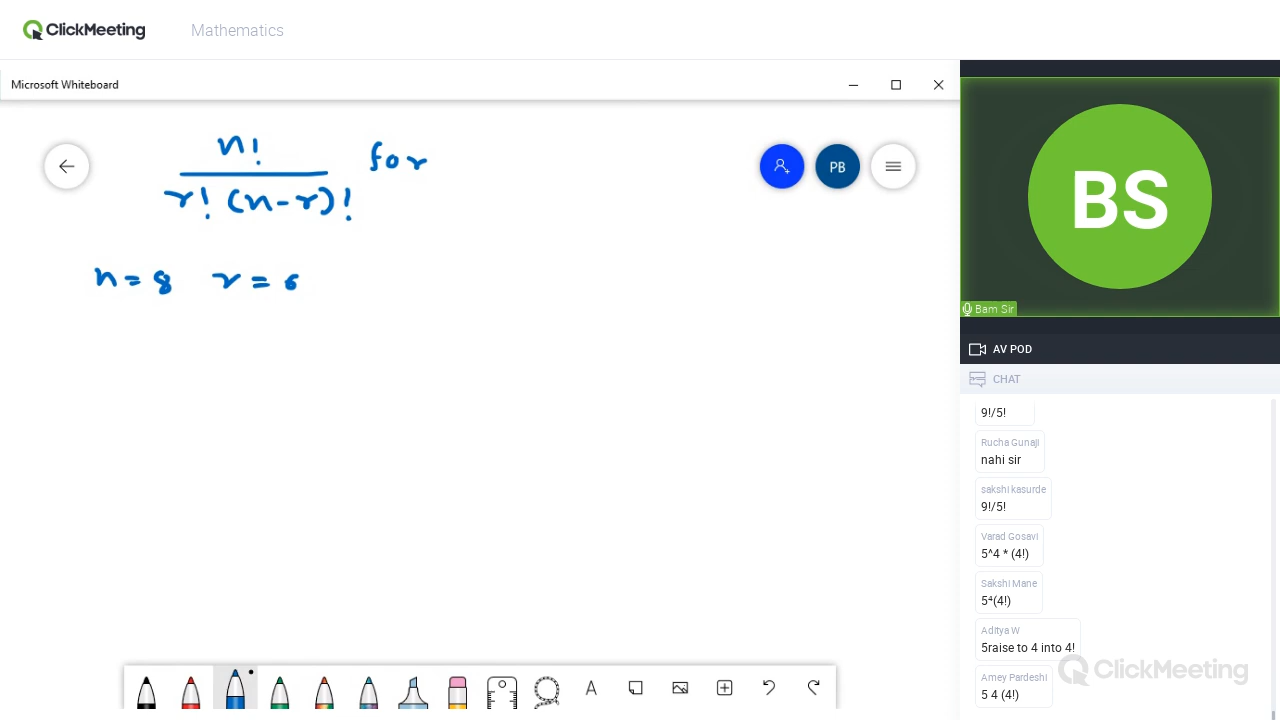 ClickMeeting Mathematics
Microsoft Whiteboard
n! / r! (n-r)! for
n = 8 r = 6
PB
BS
Bam Sir
AV POD
CHAT
9!/5!
Rucha Gunaji
nahi sir
sakshi kasurde
9!/5!
Varad Gosavi
5^4 * (4!)
Sakshi Mane
5⁴(4!)
Aditya W
5raise to 4 into 4!
Amey Pardeshi
5 4 (4!)
ClickMeeting
A